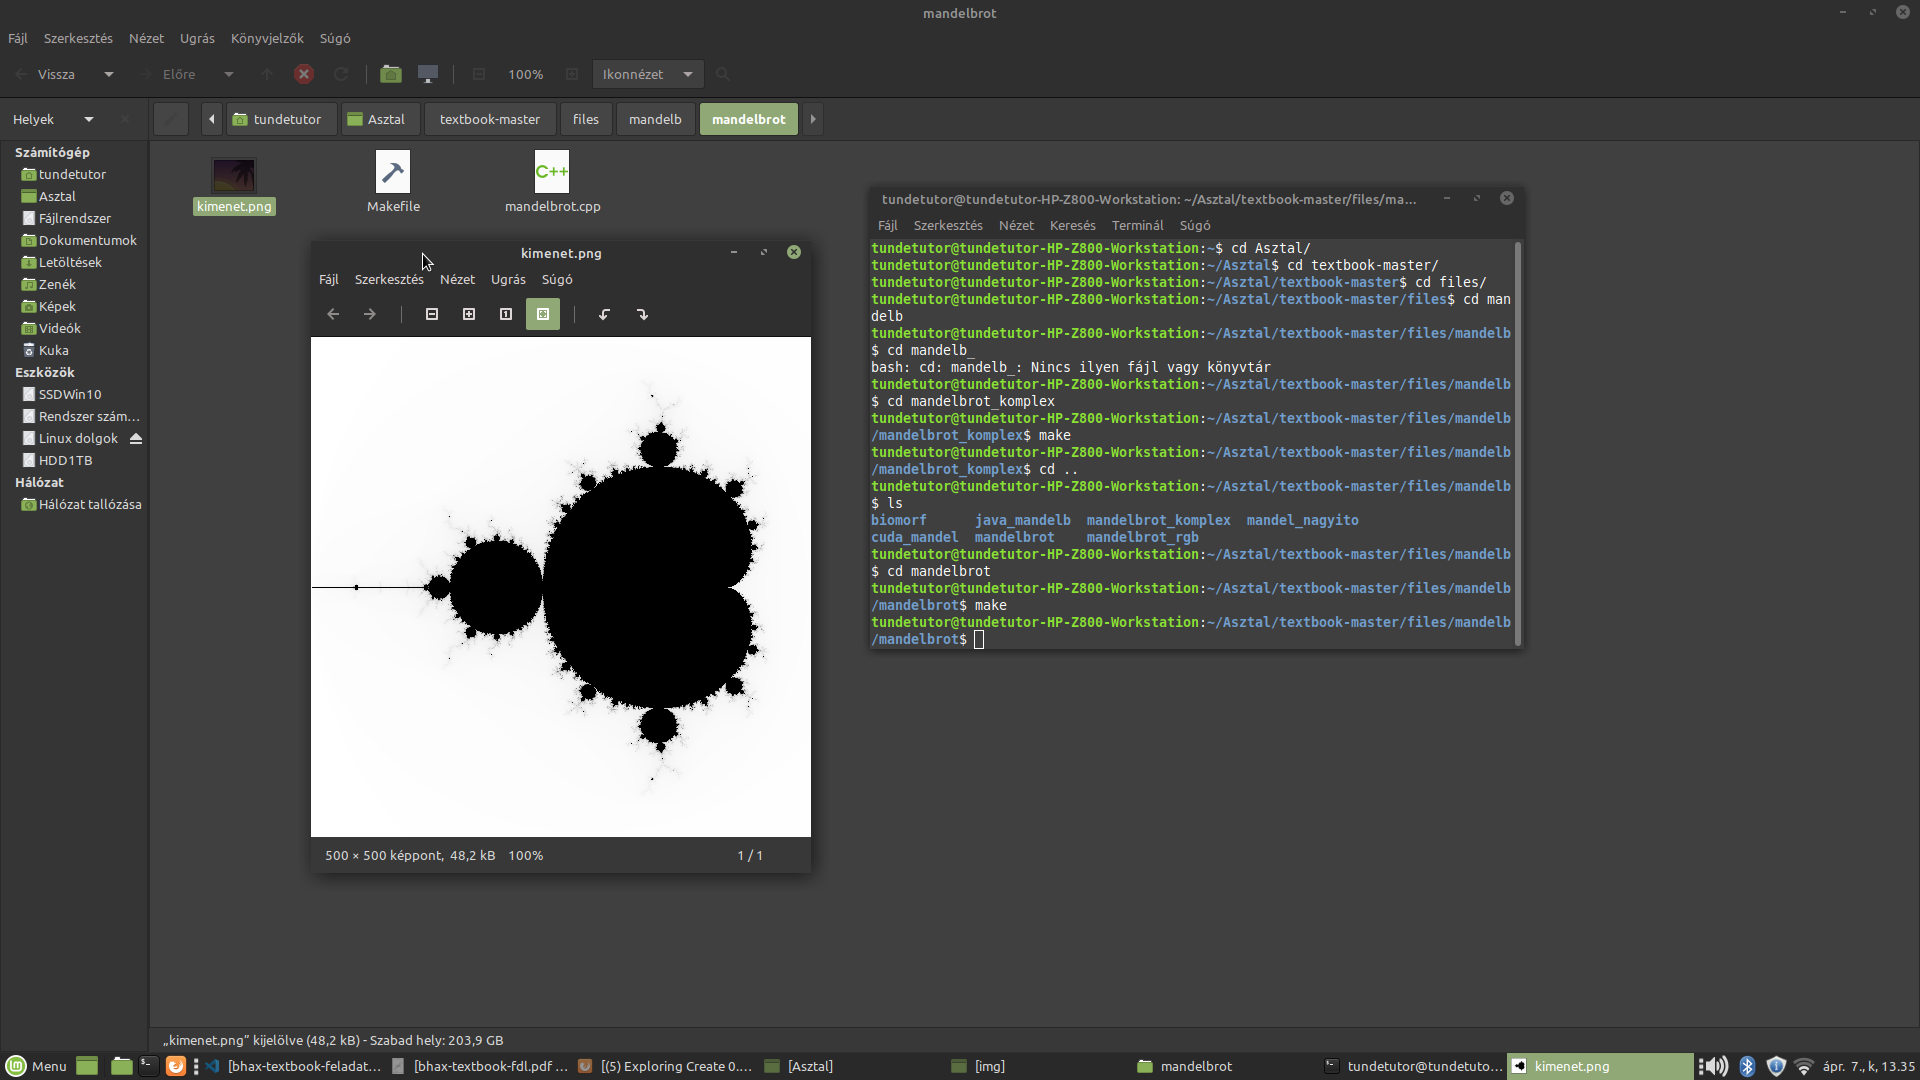 mandelbrot
Fájl Szerkesztés Nézet Ugrás Könyvjelzők Súgó
Vissza Előre 100% Ikonnézet
Helyek tundetutor Asztal textbook-master files mandelb mandelbrot
Számítógép
tundetutor
Asztal
Fájlrendszer
Dokumentumok
Letöltések
Zenék
Képek
Videók
Kuka
Eszközök
SSDWin10
Rendszer szám...
Linux dolgok
HDD1TB
Hálózat
Hálózat tallózása
kimenet.png Makefile mandelbrot.cpp
C++
kimenet.png
Fájl Szerkesztés Nézet Ugrás Súgó
500 × 500 képpont, 48,2 kB 100% 1 / 1
tundetutor@tundetutor-HP-Z800-Workstation: ~/Asztal/textbook-master/files/ma...
Fájl Szerkesztés Nézet Keresés Terminál Súgó
tundetutor@tundetutor-HP-Z800-Workstation:~$ cd Asztal/
tundetutor@tundetutor-HP-Z800-Workstation:~/Asztal$ cd textbook-master/
tundetutor@tundetutor-HP-Z800-Workstation:~/Asztal/textbook-master$ cd files/
tundetutor@tundetutor-HP-Z800-Workstation:~/Asztal/textbook-master/files$ cd man
delb
tundetutor@tundetutor-HP-Z800-Workstation:~/Asztal/textbook-master/files/mandelb
$ cd mandelb_
bash: cd: mandelb_: Nincs ilyen fájl vagy könyvtár
tundetutor@tundetutor-HP-Z800-Workstation:~/Asztal/textbook-master/files/mandelb
$ cd mandelbrot_komplex
tundetutor@tundetutor-HP-Z800-Workstation:~/Asztal/textbook-master/files/mandelb
/mandelbrot_komplex$ make
tundetutor@tundetutor-HP-Z800-Workstation:~/Asztal/textbook-master/files/mandelb
/mandelbrot_komplex$ cd ..
tundetutor@tundetutor-HP-Z800-Workstation:~/Asztal/textbook-master/files/mandelb
$ ls
biomorf java_mandelb mandelbrot_komplex mandel_nagyito
cuda_mandel mandelbrot mandelbrot_rgb
tundetutor@tundetutor-HP-Z800-Workstation:~/Asztal/textbook-master/files/mandelb
$ cd mandelbrot
tundetutor@tundetutor-HP-Z800-Workstation:~/Asztal/textbook-master/files/mandelb
/mandelbrot$ make
tundetutor@tundetutor-HP-Z800-Workstation:~/Asztal/textbook-master/files/mandelb
/mandelbrot$
„kimenet.png” kijelölve (48,2 kB) - Szabad hely: 203,9 GB
Menu [bhax-textbook-feladat... [bhax-textbook-fdl.pdf ... [(5) Exploring Create 0.... [Asztal] [img] mandelbrot tundetutor@tundetuto... kimenet.png ápr. 7., k, 13.35